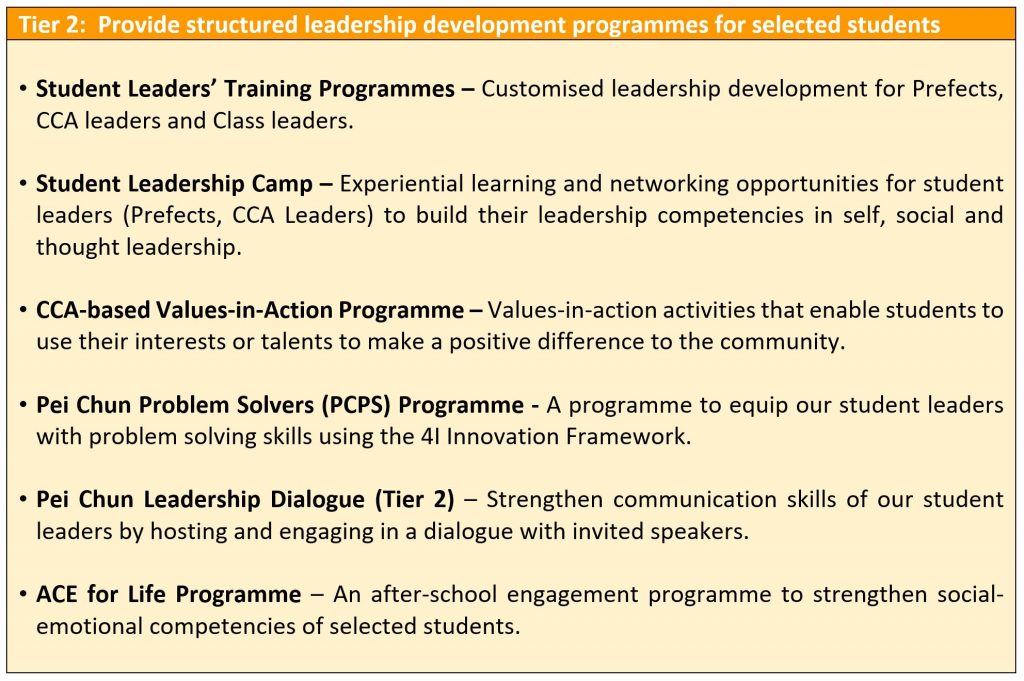 Tier 2:  Provide structured leadership development programmes for selected students
• Student Leaders’ Training Programmes – Customised leadership development for Prefects,
CCA leaders and Class leaders.
• Student Leadership Camp – Experiential learning and networking opportunities for student
leaders (Prefects, CCA Leaders) to build their leadership competencies in self, social and
thought leadership.
• CCA-based Values-in-Action Programme – Values-in-action activities that enable students to
use their interests or talents to make a positive difference to the community.
• Pei Chun Problem Solvers (PCPS) Programme - A programme to equip our student leaders
with problem solving skills using the 4I Innovation Framework.
• Pei Chun Leadership Dialogue (Tier 2) – Strengthen communication skills of our student
leaders by hosting and engaging in a dialogue with invited speakers.
• ACE for Life Programme – An after-school engagement programme to strengthen social-
emotional competencies of selected students.